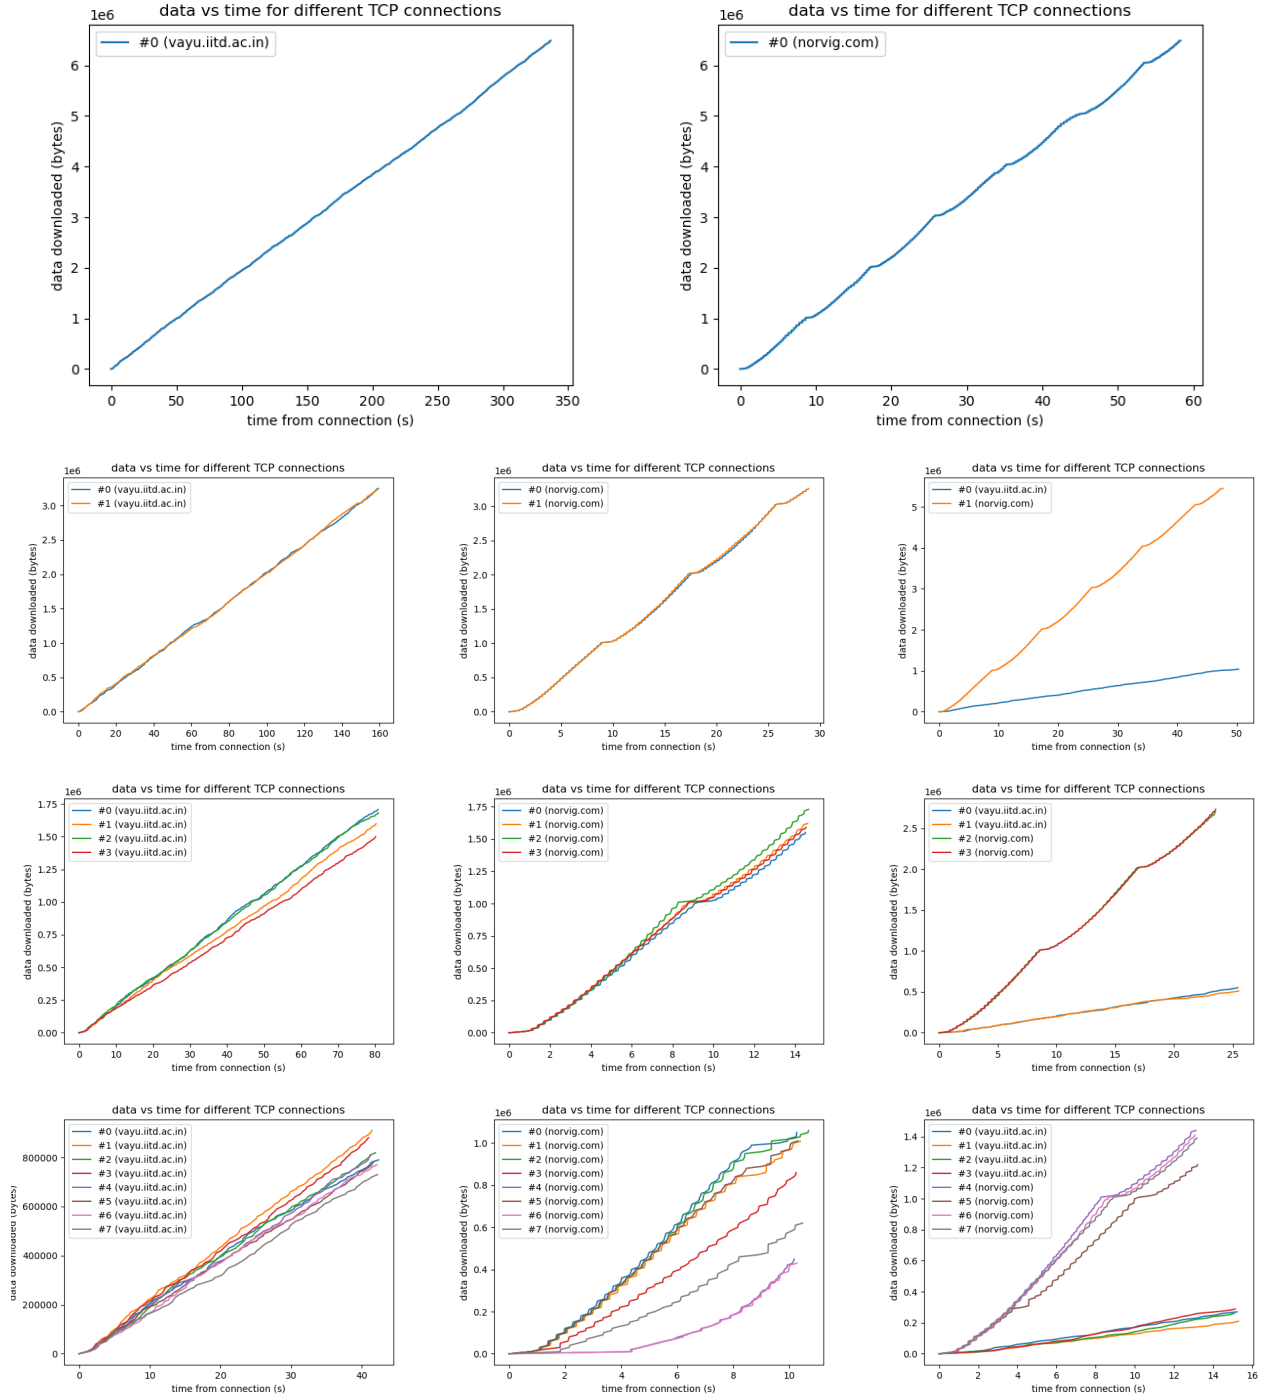 data vs time for different TCP connections
1e6
#0 (vayu.iitd.ac.in)
data downloaded (bytes)
6
5
4
3
2
1
0
0 50 100 150 200 250 300 350
time from connection (s)
data vs time for different TCP connections
1e6
#0 (norvig.com)
data downloaded (bytes)
6
5
4
3
2
1
0
0 10 20 30 40 50 60
time from connection (s)
data vs time for different TCP connections
1e6
#0 (vayu.iitd.ac.in)
#1 (vayu.iitd.ac.in)
data downloaded (bytes)
3.0
2.5
2.0
1.5
1.0
0.5
0.0
0 20 40 60 80 100 120 140 160
time from connection (s)
data vs time for different TCP connections
1e6
#0 (norvig.com)
#1 (norvig.com)
data downloaded (bytes)
3.0
2.5
2.0
1.5
1.0
0.5
0.0
0 5 10 15 20 25 30
time from connection (s)
data vs time for different TCP connections
1e6
#0 (vayu.iitd.ac.in)
#1 (norvig.com)
data downloaded (bytes)
5
4
3
2
1
0
0 10 20 30 40 50
time from connection (s)
data vs time for different TCP connections
1e6
#0 (vayu.iitd.ac.in)
#1 (vayu.iitd.ac.in)
#2 (vayu.iitd.ac.in)
#3 (vayu.iitd.ac.in)
data downloaded (bytes)
1.75
1.50
1.25
1.00
0.75
0.50
0.25
0.00
0 10 20 30 40 50 60 70 80
time from connection (s)
data vs time for different TCP connections
1e6
#0 (norvig.com)
#1 (norvig.com)
#2 (norvig.com)
#3 (norvig.com)
data downloaded (bytes)
1.75
1.50
1.25
1.00
0.75
0.50
0.25
0.00
0 2 4 6 8 10 12 14
time from connection (s)
data vs time for different TCP connections
1e6
#0 (vayu.iitd.ac.in)
#1 (vayu.iitd.ac.in)
#2 (norvig.com)
#3 (norvig.com)
data downloaded (bytes)
2.5
2.0
1.5
1.0
0.5
0.0
0 5 10 15 20 25
time from connection (s)
data vs time for different TCP connections
#0 (vayu.iitd.ac.in)
#1 (vayu.iitd.ac.in)
#2 (vayu.iitd.ac.in)
#3 (vayu.iitd.ac.in)
#4 (vayu.iitd.ac.in)
#5 (vayu.iitd.ac.in)
#6 (vayu.iitd.ac.in)
#7 (vayu.iitd.ac.in)
data downloaded (bytes)
800000
600000
400000
200000
0
0 10 20 30 40
time from connection (s)
data vs time for different TCP connections
1e6
#0 (norvig.com)
#1 (norvig.com)
#2 (norvig.com)
#3 (norvig.com)
#4 (norvig.com)
#5 (norvig.com)
#6 (norvig.com)
#7 (norvig.com)
data downloaded (bytes)
1.0
0.8
0.6
0.4
0.2
0.0
0 2 4 6 8 10
time from connection (s)
data vs time for different TCP connections
1e6
#0 (vayu.iitd.ac.in)
#1 (vayu.iitd.ac.in)
#2 (vayu.iitd.ac.in)
#3 (vayu.iitd.ac.in)
#4 (norvig.com)
#5 (norvig.com)
#6 (norvig.com)
#7 (norvig.com)
data downloaded (bytes)
1.4
1.2
1.0
0.8
0.6
0.4
0.2
0.0
0 2 4 6 8 10 12 14 16
time from connection (s)